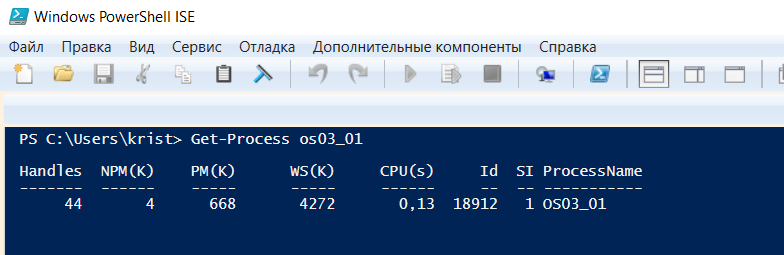 Windows PowerShell ISE
Файл Правка Вид Сервис Отладка Дополнительные компоненты Справка
PS C:\Users\krist> Get-Process os03_01
Handles NPM(K) PM(K) WS(K) CPU(s) Id SI ProcessName
------- ------ ----- ----- ------ -- -- -----------
44 4 668 4272 0,13 18912 1 OS03_01